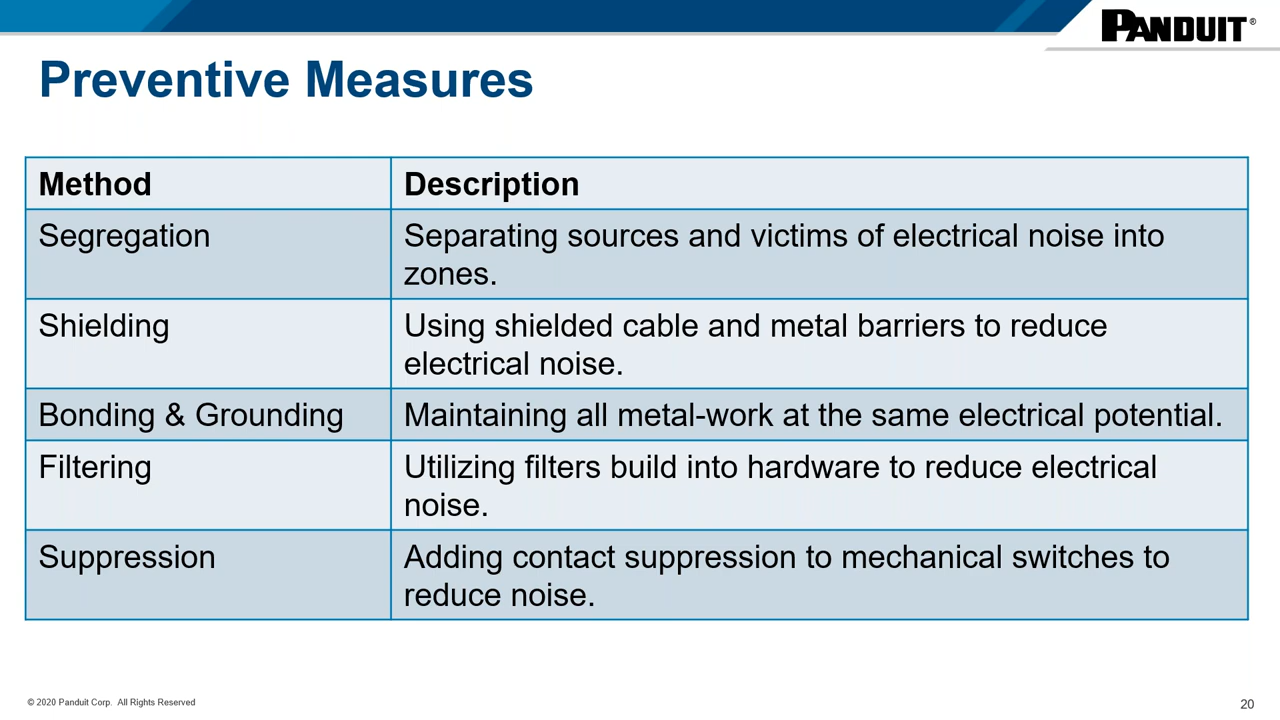 PANDUIT®
Preventive Measures
Method Description
Segregation Separating sources and victims of electrical noise into
zones.
Shielding Using shielded cable and metal barriers to reduce
electrical noise.
Bonding & Grounding Maintaining all metal-work at the same electrical potential.
Filtering Utilizing filters build into hardware to reduce electrical
noise.
Suppression Adding contact suppression to mechanical switches to
reduce noise.
© 2020 Panduit Corp. All Rights Reserved 20